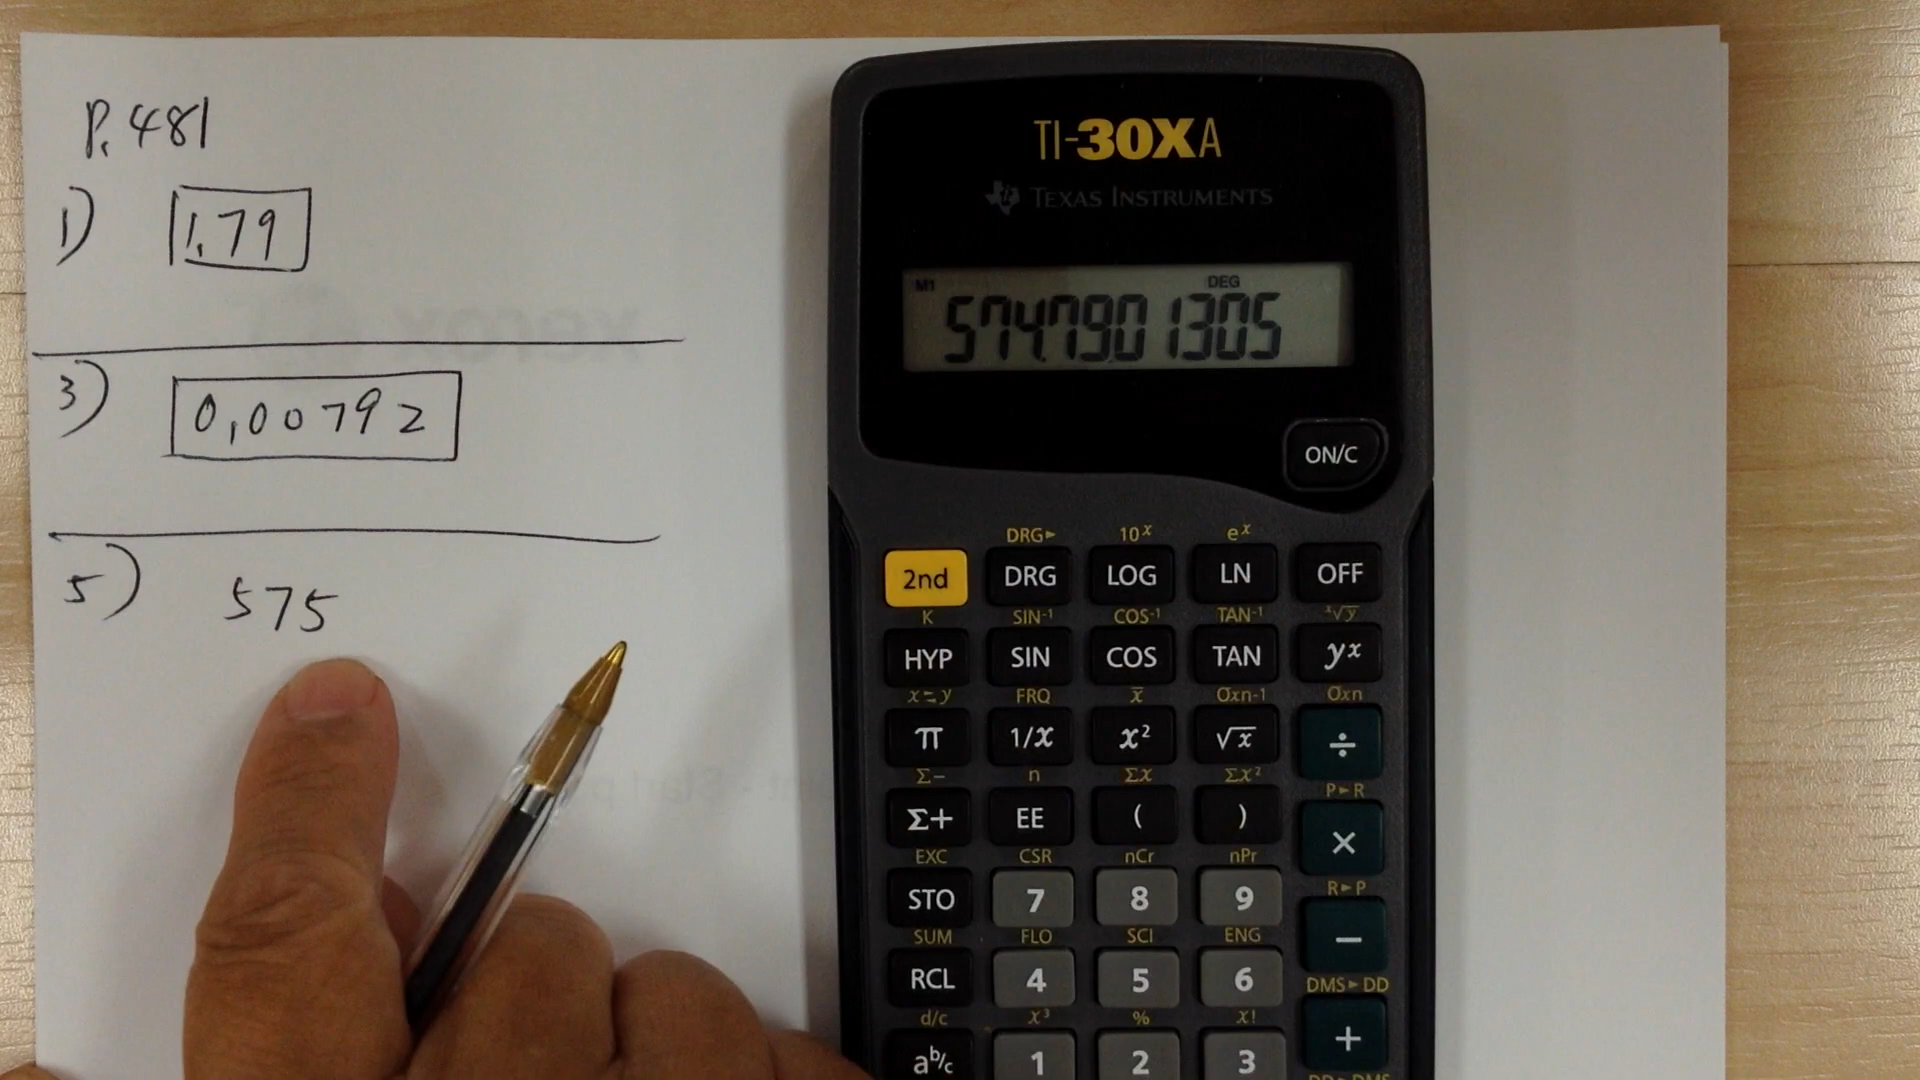 P. 481
1) 1.79
3) 0.00792
5) 575
TI-30XA
TEXAS INSTRUMENTS
M1 DEG
574.7901305
ON/C
DRG► 10ˣ eˣ
2nd DRG LOG LN OFF
K SIN⁻¹ COS⁻¹ TAN⁻¹ ˣ√y
HYP SIN COS TAN yˣ
FRQ x̄ σxn-1 σxn
π 1/x x² √x ÷
Σ− n Σx Σx² P►R
Σ+ EE ( ) ×
EXC CSR nCr nPr R►P
STO 7 8 9 −
SUM FLO SCI ENG DMS►DD
RCL 4 5 6 +
d/c x³ % x!
aᵇ/c 1 2 3